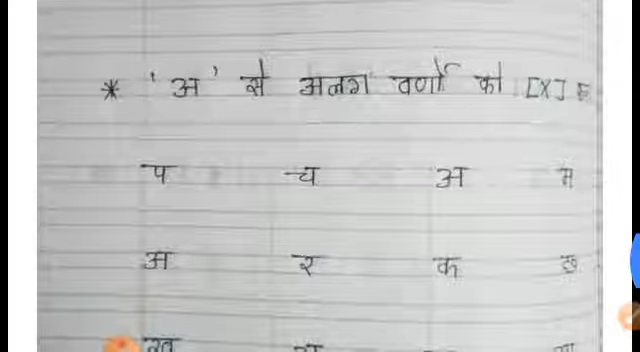 * 'अ' से अलग वर्णों को [X]
प च अ म
अ र क छ
ख